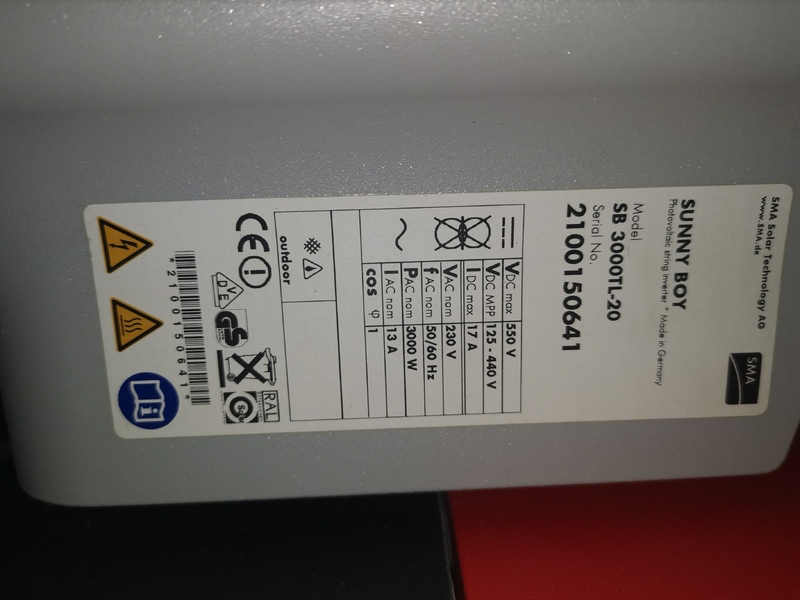 SMA Solar Technology AG
www.SMA.de
SMA
SUNNY BOY
Photovoltaic string inverter * Made in Germany
Model
SB 3000TL-20
Serial No.
2100150641
VDC max 550 V
VDC MPP 125 - 440 V
IDC max 17 A
VAC nom 230 V
fAC nom 50/60 Hz
PAC nom 3000 W
IAC nom 13 A
cos φ 1
outdoor
CE
VDE
GS
RAL
*2100150641*